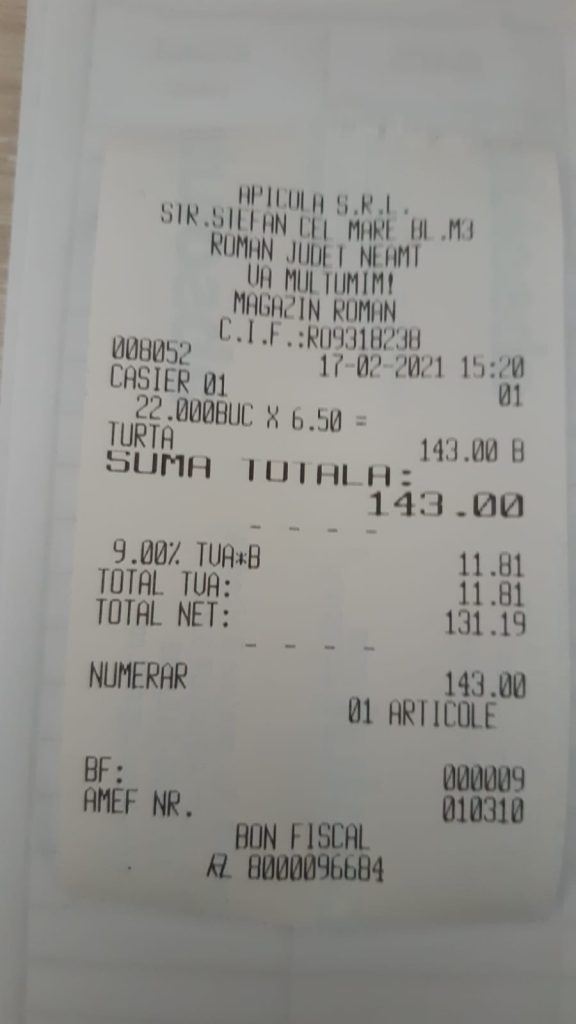 APICOLA S.R.L.
STR.STEFAN CEL MARE BL.M3
ROMAN JUDET NEAMT
VA MULTUMIM!
MAGAZIN ROMAN
C.I.F.:RO9318238
008052 17-02-2021 15:20
CASIER 01 01
22.000BUC X 6.50 =
TURTA 143.00 B
SUMA TOTALA:
143.00
- - - -
9.00% TVA*B 11.81
TOTAL TVA: 11.81
TOTAL NET: 131.19
- - - -
NUMERAR 143.00
01 ARTICOLE
BF: 000009
AMEF NR. 010310
BON FISCAL
8000096684